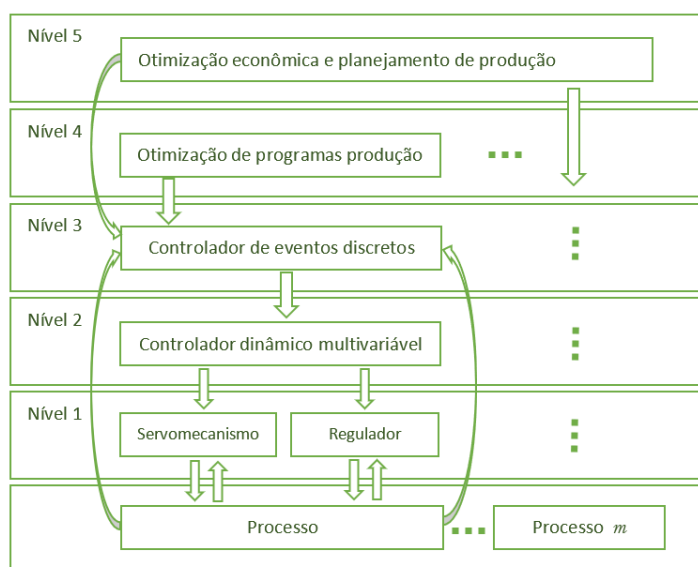 Nível 5
Otimização econômica e planejamento de produção
Nível 4
Otimização de programas produção
Nível 3
Controlador de eventos discretos
Nível 2
Controlador dinâmico multivariável
Nível 1
Servomecanismo
Regulador
Processo
Processo m